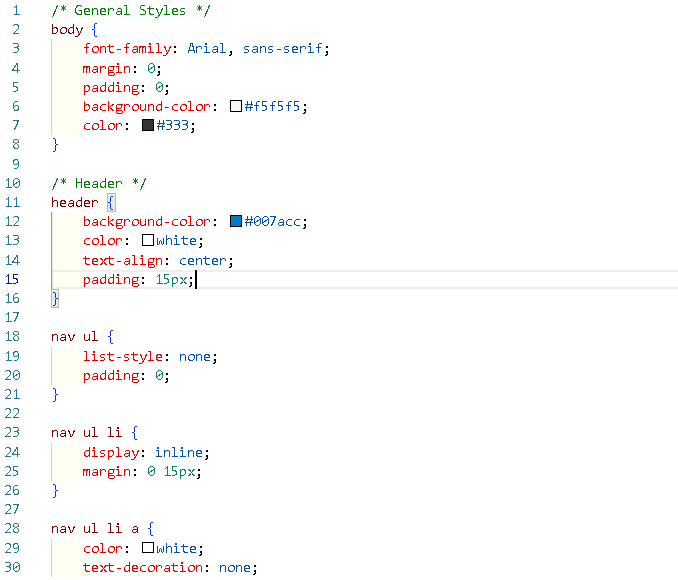 1 /* General Styles */
2 body {
3     font-family: Arial, sans-serif;
4     margin: 0;
5     padding: 0;
6     background-color: #f5f5f5;
7     color: #333;
8 }
9
10 /* Header */
11 header {
12     background-color: #007acc;
13     color: white;
14     text-align: center;
15     padding: 15px;
16 }
17
18 nav ul {
19     list-style: none;
20     padding: 0;
21 }
22
23 nav ul li {
24     display: inline;
25     margin: 0 15px;
26 }
27
28 nav ul li a {
29     color: white;
30     text-decoration: none;